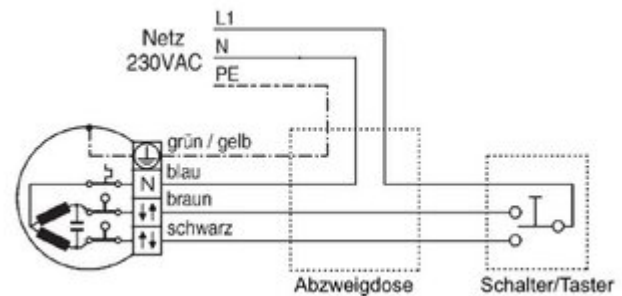 L1
Netz
230VAC
N
PE
grün / gelb
blau
N
braun
↓↑
schwarz
↑↓
Abzweigdose
Schalter/Taster